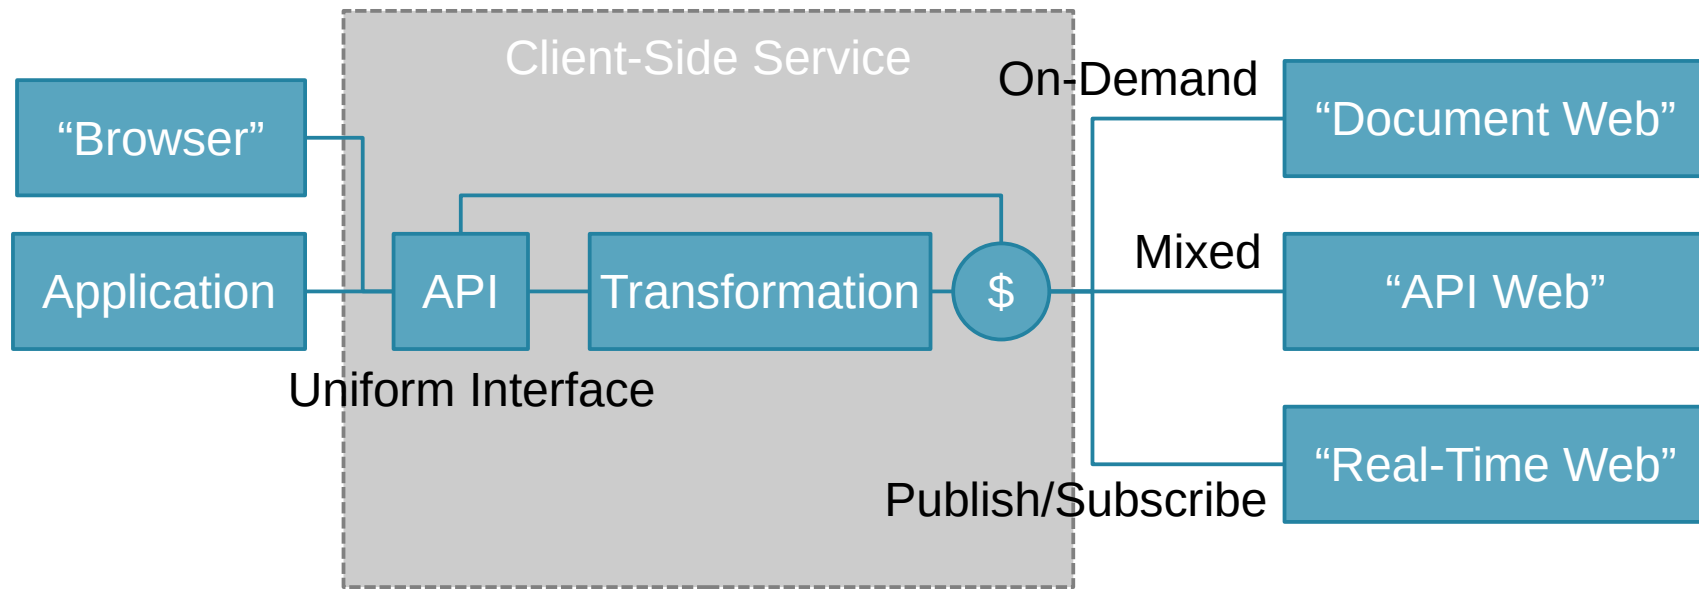 Client-Side Service
On-Demand
“Browser”
“Document Web”
Application
API
Transformation
$
Mixed
“API Web”
Uniform Interface
“Real-Time Web”
Publish/Subscribe